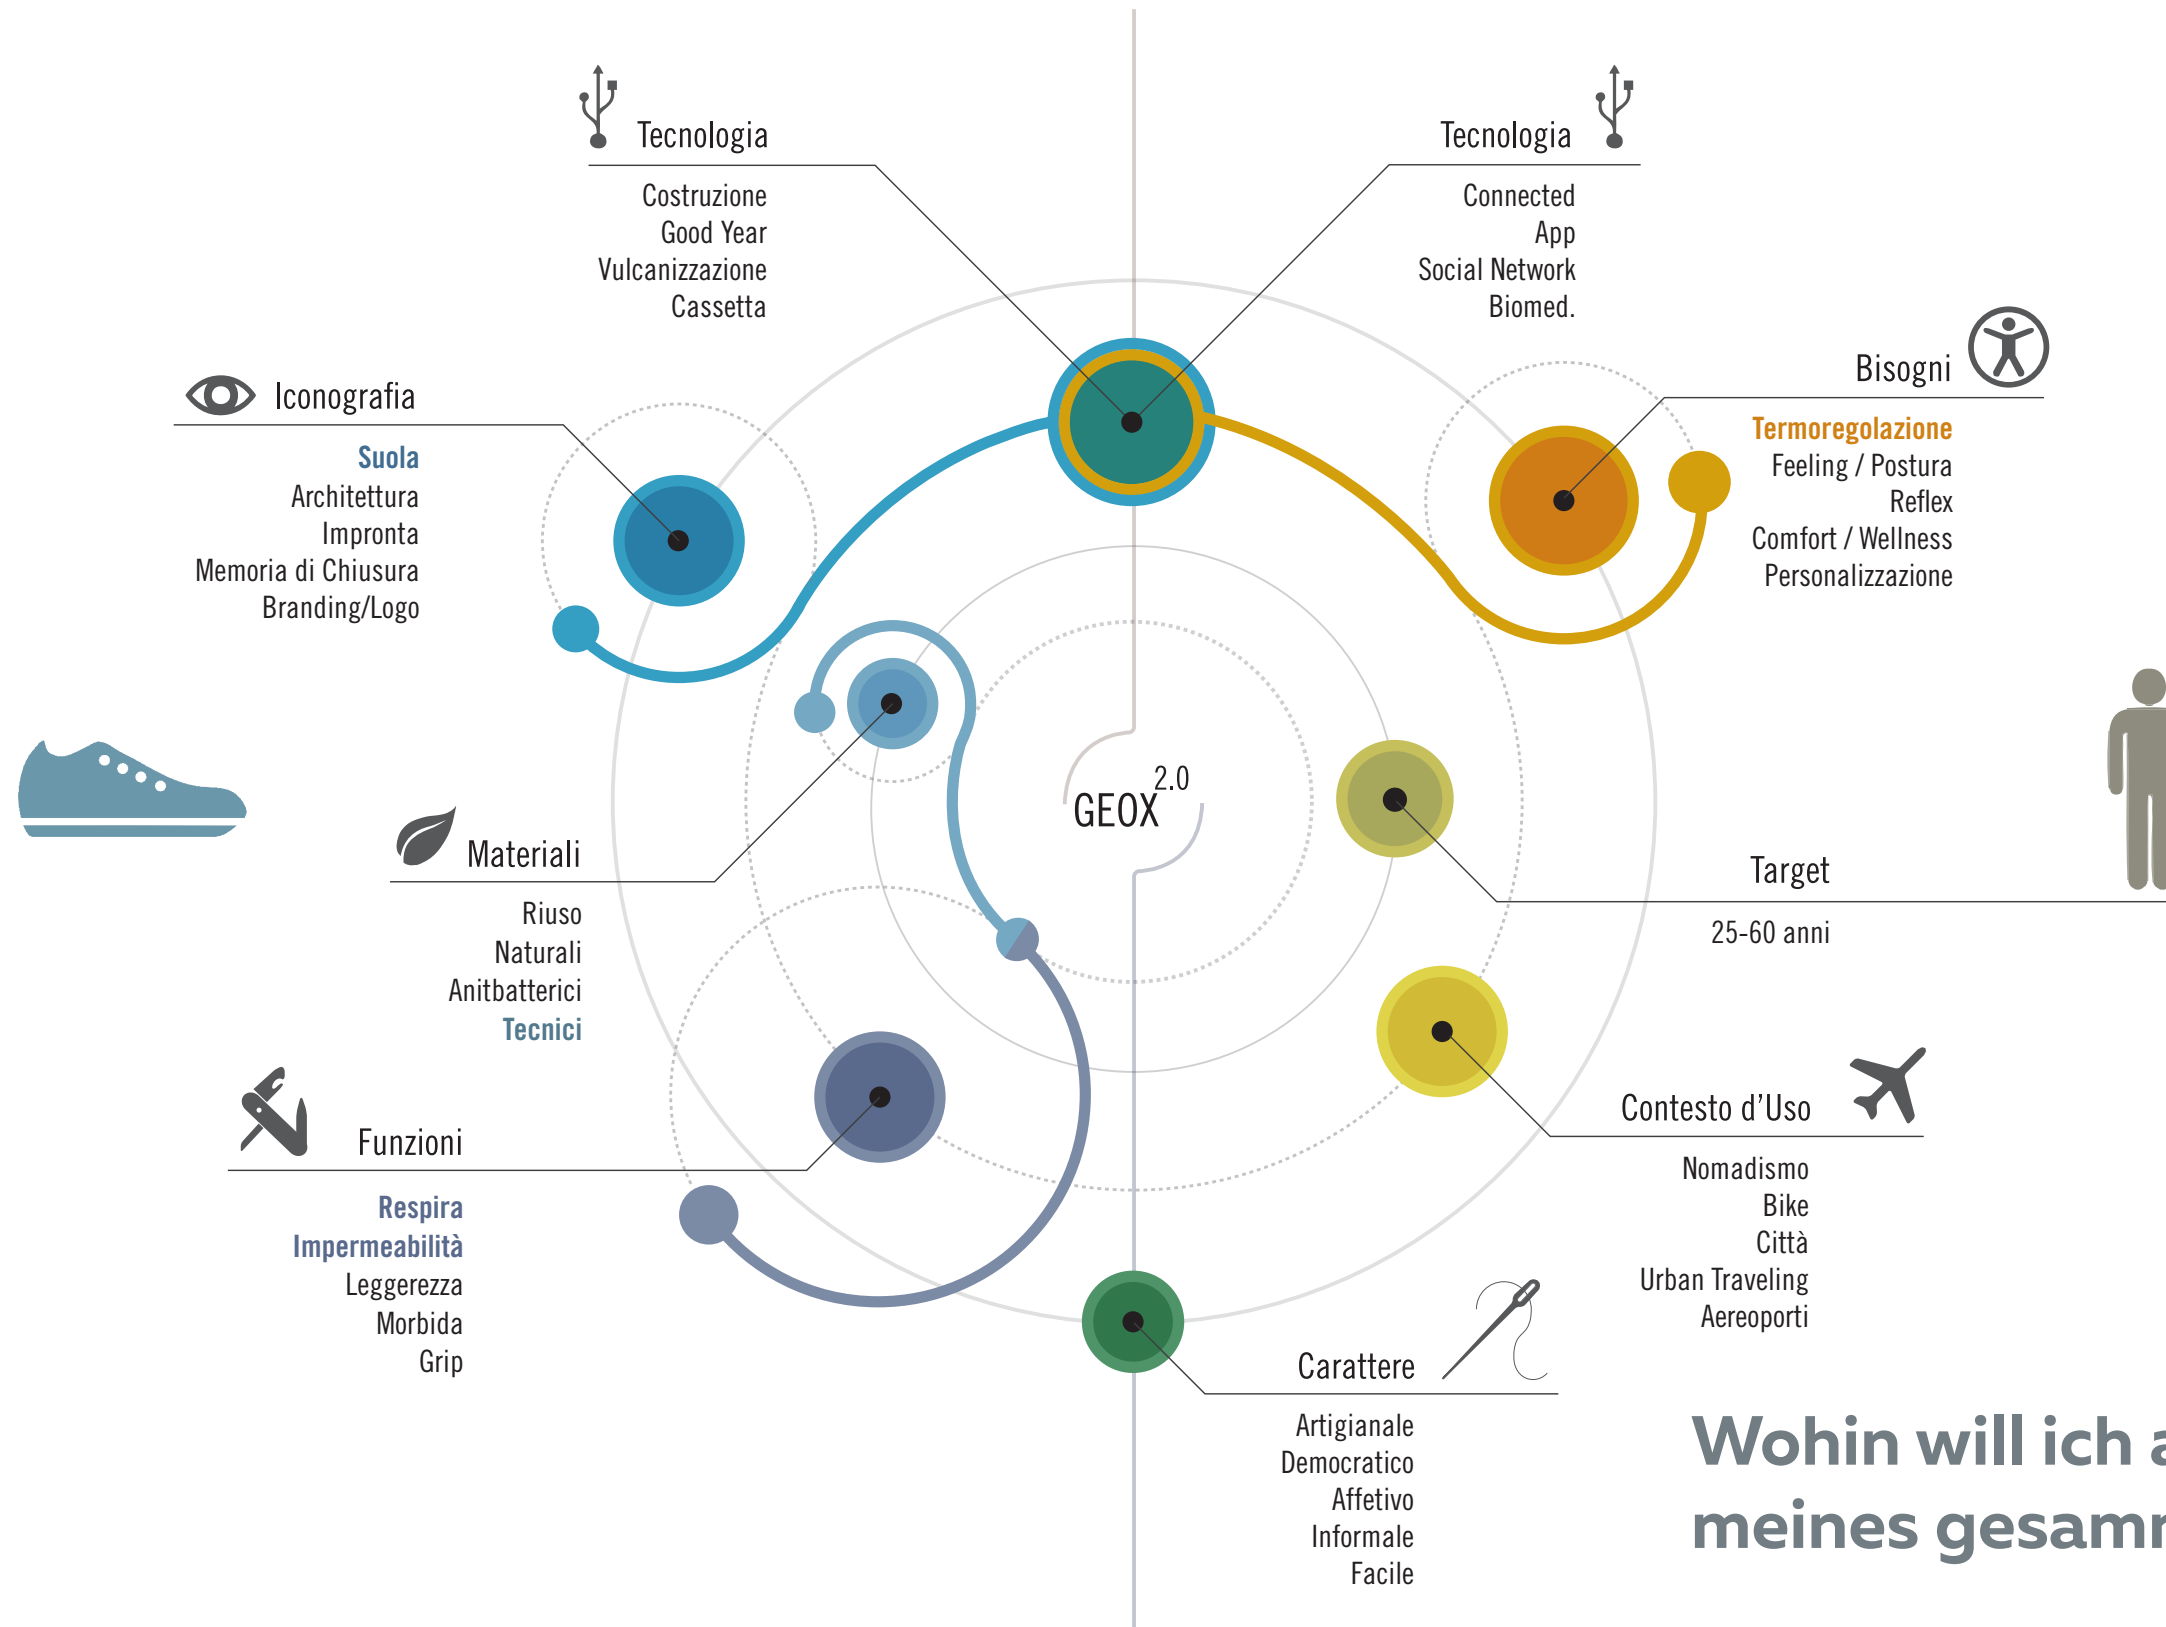 Tecnologia
Costruzione
Good Year
Vulcanizzazione
Cassetta
Tecnologia
Connected
App
Social Network
Biomed.
Iconografia
Suola
Architettura
Impronta
Memoria di Chiusura
Branding/Logo
Bisogni
Termoregolazione
Feeling / Postura
Reflex
Comfort / Wellness
Personalizzazione
GEOX 2.0
Materiali
Riuso
Naturali
Anitbatterici
Tecnici
Target
25-60 anni
Funzioni
Respira
Impermeabilità
Leggerezza
Morbida
Grip
Contesto d'Uso
Nomadismo
Bike
Città
Urban Traveling
Aereoporti
Carattere
Artigianale
Democratico
Affetivo
Informale
Facile
Wohin will ich
meines